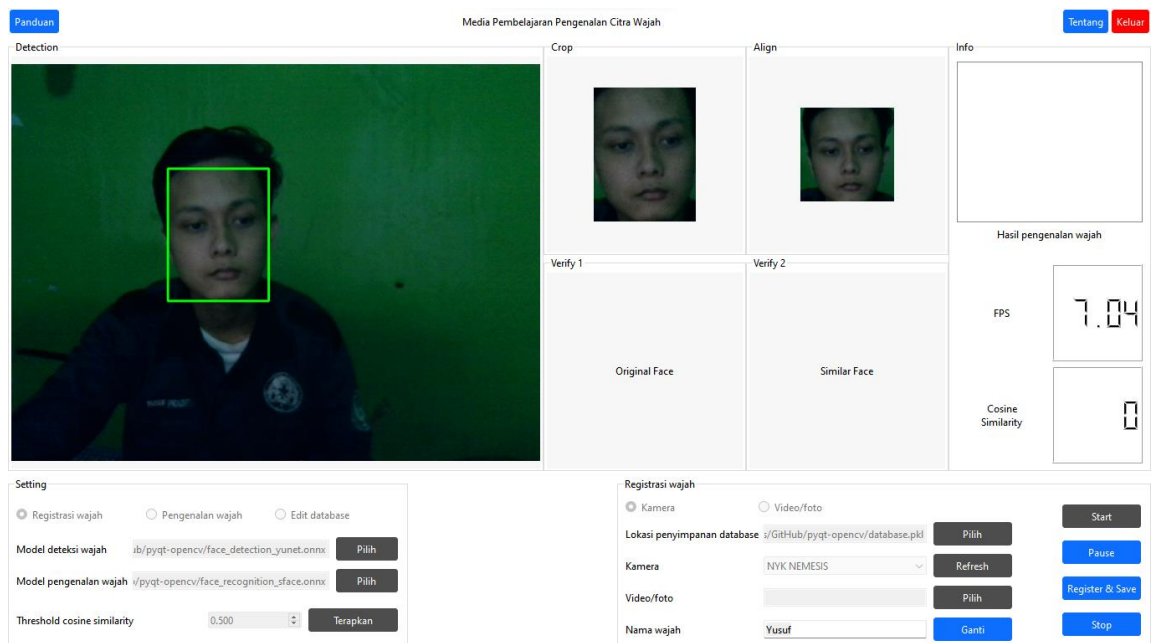 Panduan
Media Pembelajaran Pengenalan Citra Wajah
Tentang
Keluar
Detection
Crop
Align
Info
Hasil pengenalan wajah
Verify 1
Verify 2
FPS
7.04
Original Face
Similar Face
Cosine
Similarity
0
Setting
Registrasi wajah
Pengenalan wajah
Edit database
Model deteksi wajah
ub/pyqt-opencv/face_detection_yunet.onnx
Pilih
Model pengenalan wajah
/pyqt-opencv/face_recognition_sface.onnx
Pilih
Threshold cosine similarity
0.500
Terapkan
Registrasi wajah
Kamera
Video/foto
Lokasi penyimpanan database
s/GitHub/pyqt-opencv/database.pkl
Pilih
Kamera
NYK NEMESIS
Refresh
Video/foto
Pilih
Nama wajah
Yusuf
Ganti
Start
Pause
Register & Save
Stop